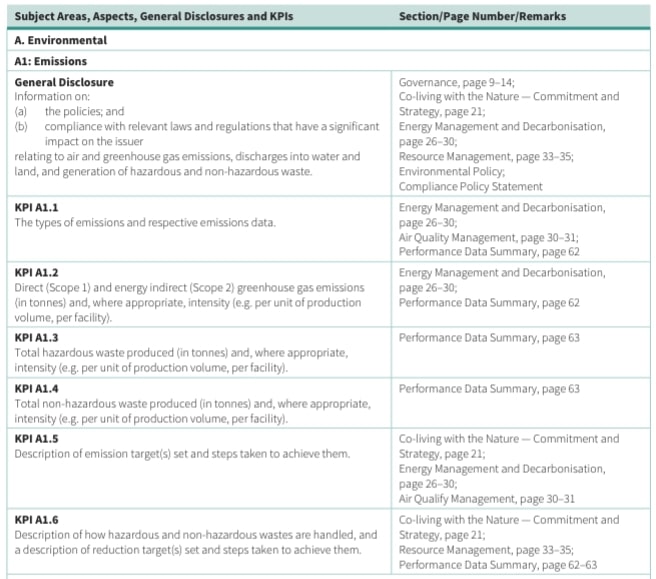 Subject Areas, Aspects, General Disclosures and KPIs Section/Page Number/Remarks
A. Environmental
A1: Emissions
General Disclosure
Information on:
(a) the policies; and
(b) compliance with relevant laws and regulations that have a significant
impact on the issuer
relating to air and greenhouse gas emissions, discharges into water and
land, and generation of hazardous and non-hazardous waste.
Governance, page 9–14;
Co-living with the Nature — Commitment and
Strategy, page 21;
Energy Management and Decarbonisation,
page 26–30;
Resource Management, page 33–35;
Environmental Policy;
Compliance Policy Statement
KPI A1.1
The types of emissions and respective emissions data.
Energy Management and Decarbonisation,
page 26–30;
Air Quality Management, page 30–31;
Performance Data Summary, page 62
KPI A1.2
Direct (Scope 1) and energy indirect (Scope 2) greenhouse gas emissions
(in tonnes) and, where appropriate, intensity (e.g. per unit of production
volume, per facility).
Energy Management and Decarbonisation,
page 26–30;
Performance Data Summary, page 62
KPI A1.3
Total hazardous waste produced (in tonnes) and, where appropriate,
intensity (e.g. per unit of production volume, per facility).
Performance Data Summary, page 63
KPI A1.4
Total non-hazardous waste produced (in tonnes) and, where appropriate,
intensity (e.g. per unit of production volume, per facility).
Performance Data Summary, page 63
KPI A1.5
Description of emission target(s) set and steps taken to achieve them.
Co-living with the Nature — Commitment and
Strategy, page 21;
Energy Management and Decarbonisation,
page 26–30;
Air Qualify Management, page 30–31
KPI A1.6
Description of how hazardous and non-hazardous wastes are handled, and
a description of reduction target(s) set and steps taken to achieve them.
Co-living with the Nature — Commitment and
Strategy, page 21;
Resource Management, page 33–35;
Performance Data Summary, page 62–63